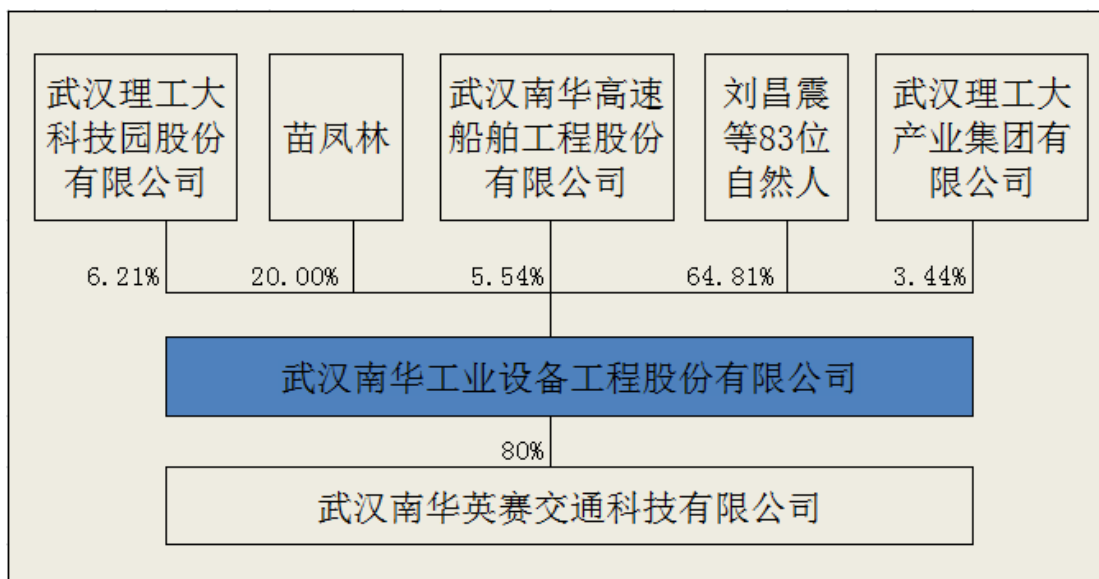 武汉理工大
科技园股份
有限公司
苗凤林
武汉南华高速
船舶工程股份
有限公司
刘昌震
等83位
自然人
武汉理工大
产业集团有
限公司
6.21%
20.00%
5.54%
64.81%
3.44%
武汉南华工业设备工程股份有限公司
80%
武汉南华英赛交通科技有限公司